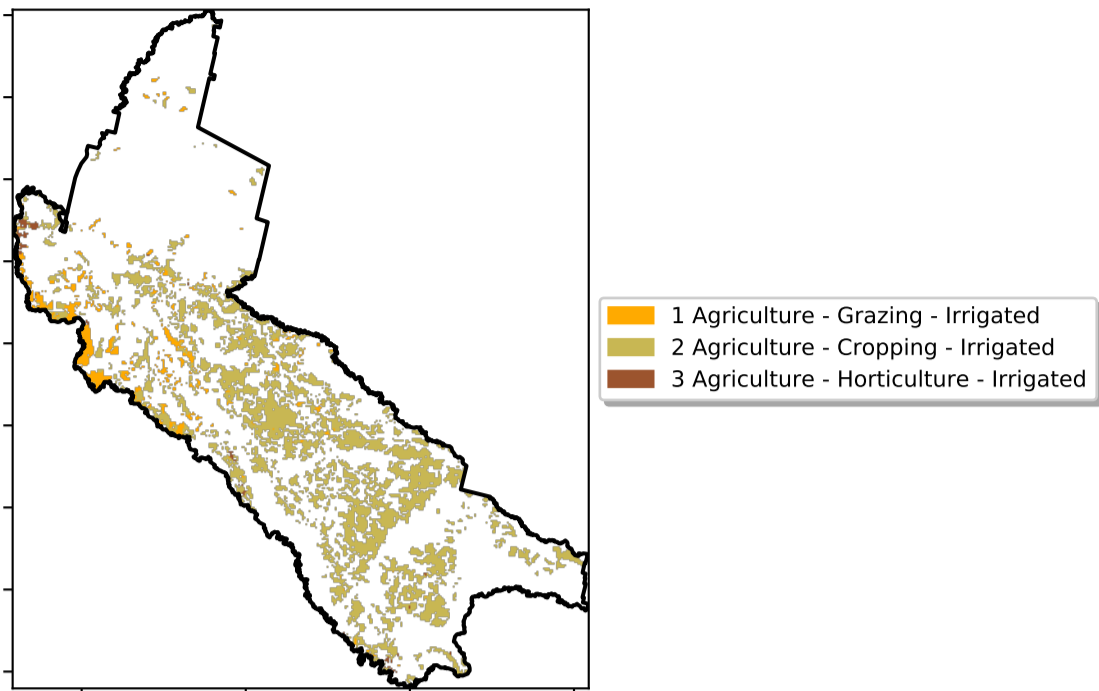 1 Agriculture - Grazing - Irrigated
2 Agriculture - Cropping - Irrigated
3 Agriculture - Horticulture - Irrigated